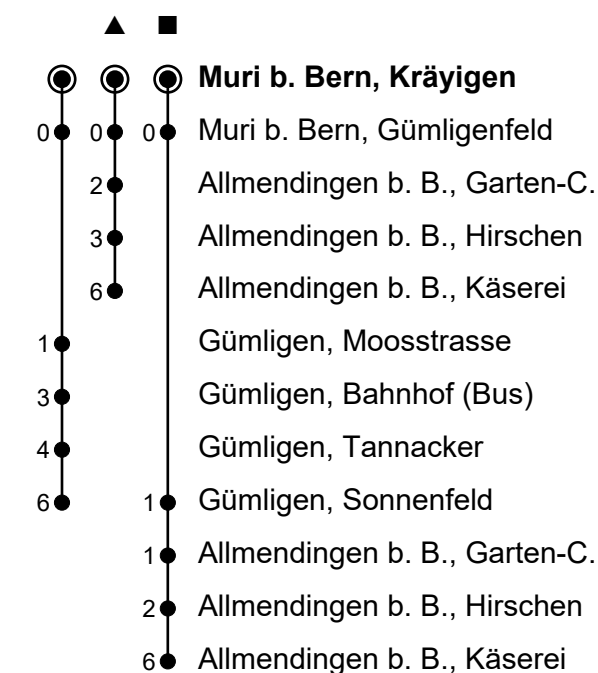 ▲ ■
Muri b. Bern, Kräyigen
0 0 0 Muri b. Bern, Gümligenfeld
2 Allmendingen b. B., Garten-C.
3 Allmendingen b. B., Hirschen
6 Allmendingen b. B., Käserei
1 Gümligen, Moosstrasse
3 Gümligen, Bahnhof (Bus)
4 Gümligen, Tannacker
6 1 Gümligen, Sonnenfeld
1 Allmendingen b. B., Garten-C.
2 Allmendingen b. B., Hirschen
6 Allmendingen b. B., Käserei